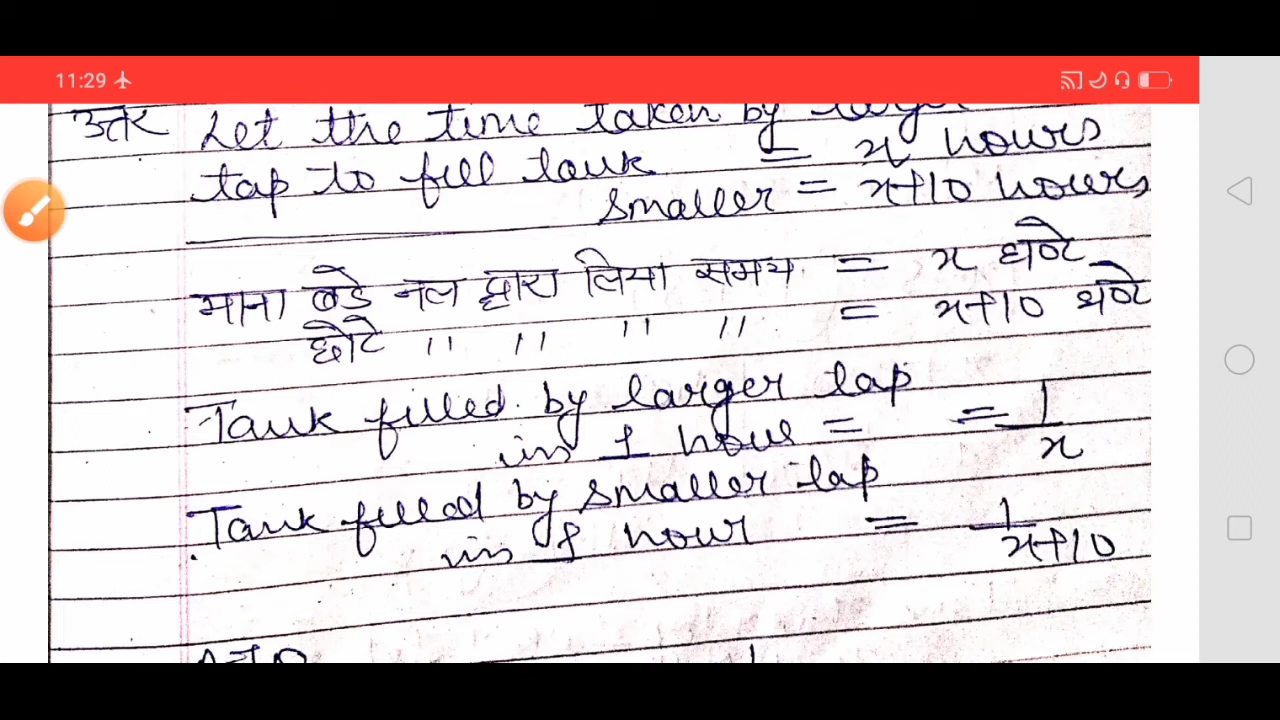 11:29
उत्तर Let the time taken by larger
tap to fill tank = x hours
smaller = x+10 hours
माना बडे नल द्वारा लिया समय = x घण्टे
छोटे " " " " = x+10 घण्टे
Tank filled by larger tap
in 1 hour = = 1/x
Tank filled by smaller tap
in 1 hour = 1/x+10